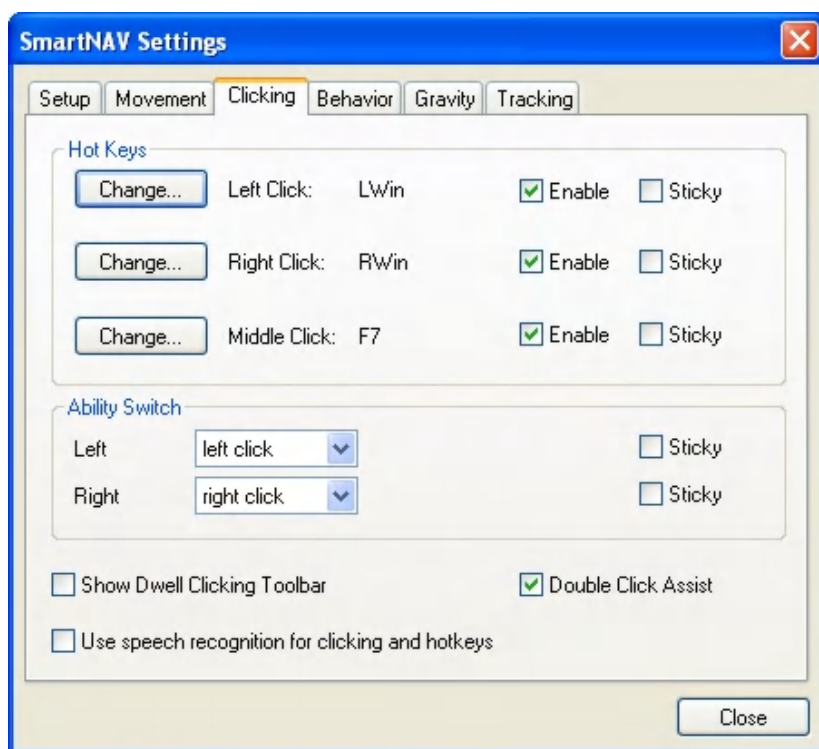 SmartNAV Settings
Setup Movement Clicking Behavior Gravity Tracking
Hot Keys
Change... Left Click: LWin Enable Sticky
Change... Right Click: RWin Enable Sticky
Change... Middle Click: F7 Enable Sticky
Ability Switch
Left left click Sticky
Right right click Sticky
Show Dwell Clicking Toolbar Double Click Assist
Use speech recognition for clicking and hotkeys
Close